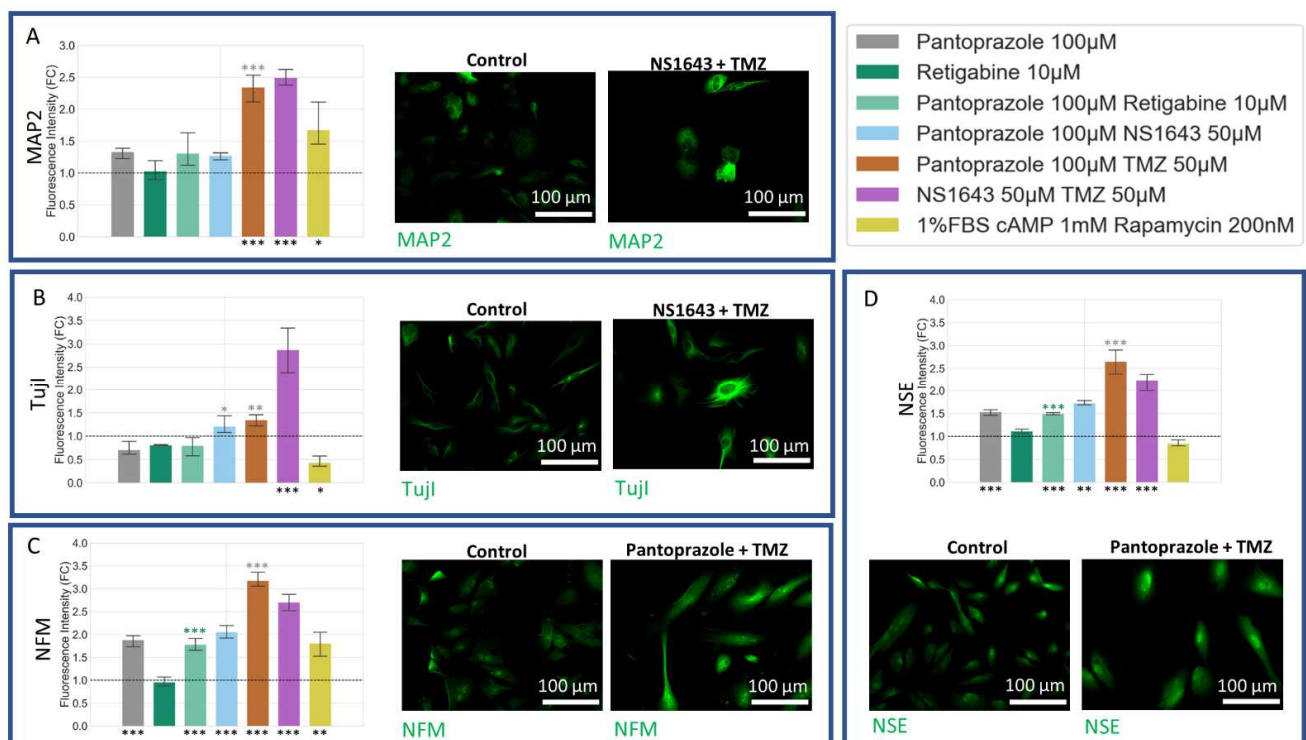 A
MAP2
Fluorescence Intensity (FC)
3.0
2.5
2.0
1.5
1.0
0.5
0.0
***
*** *** *
Control
NS1643 + TMZ
100 µm
100 µm
MAP2
MAP2
Pantoprazole 100µM
Retigabine 10µM
Pantoprazole 100µM Retigabine 10µM
Pantoprazole 100µM NS1643 50µM
Pantoprazole 100µM TMZ 50µM
NS1643 50µM TMZ 50µM
1%FBS cAMP 1mM Rapamycin 200nM
B
TujI
Fluorescence Intensity (FC)
4.0
3.5
3.0
2.5
2.0
1.5
1.0
0.5
0.0
* **
*** *
Control
NS1643 + TMZ
100 µm
100 µm
TujI
TujI
C
NFM
Fluorescence Intensity (FC)
4.0
3.5
3.0
2.5
2.0
1.5
1.0
0.5
0.0
*** ***
*** *** *** *** *** **
Control
Pantoprazole + TMZ
100 µm
100 µm
NFM
NFM
D
NSE
Fluorescence Intensity (FC)
4.0
3.5
3.0
2.5
2.0
1.5
1.0
0.5
0.0
*** ***
*** *** ** *** ***
Control
Pantoprazole + TMZ
100 µm
100 µm
NSE
NSE